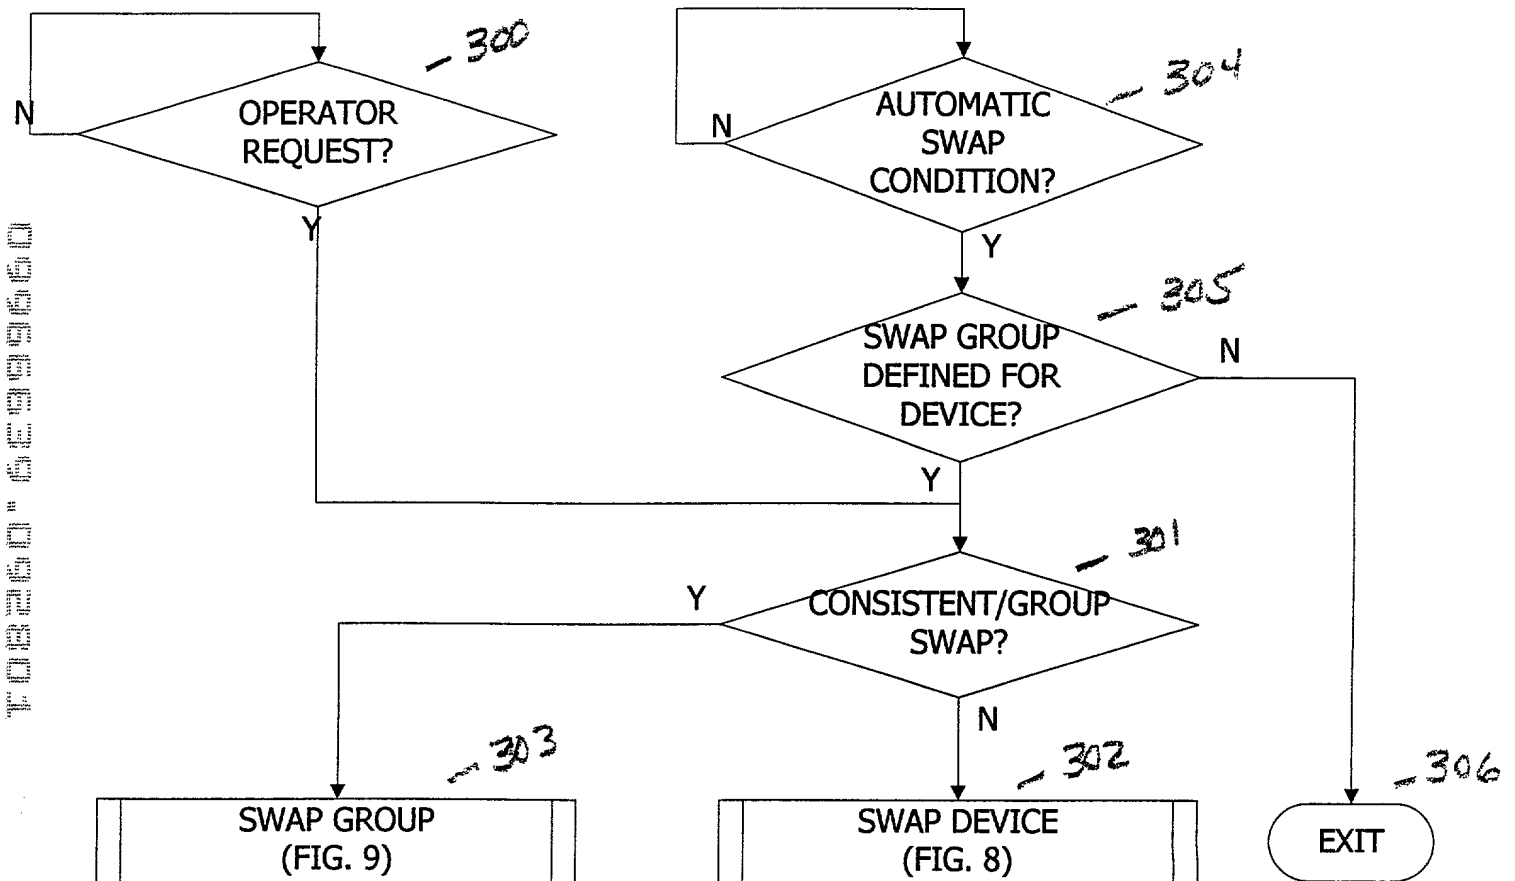 - 300
N
OPERATOR
REQUEST?
Y
- 304
N
AUTOMATIC
SWAP
CONDITION?
Y
- 305
SWAP GROUP
DEFINED FOR
DEVICE?
N
Y
- 301
Y
CONSISTENT/GROUP
SWAP?
N
- 303
SWAP GROUP
(FIG. 9)
- 302
SWAP DEVICE
(FIG. 8)
- 306
EXIT